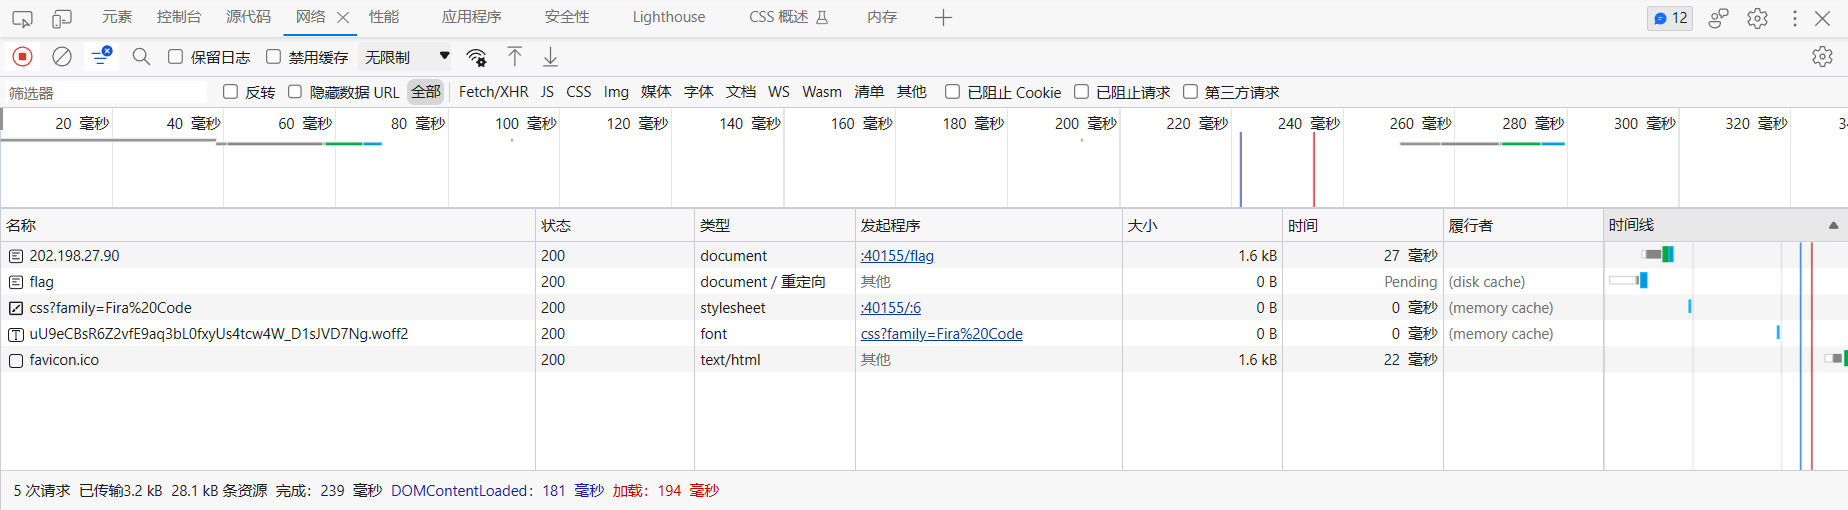 元素 控制台 源代码 网络 性能 应用程序 安全性 Lighthouse CSS 概述 内存 12
保留日志 禁用缓存 无限制
筛选器 反转 隐藏数据 URL 全部 Fetch/XHR JS CSS Img 媒体 字体 文档 WS Wasm 清单 其他 已阻止 Cookie 已阻止请求 第三方请求
20 毫秒 40 毫秒 60 毫秒 80 毫秒 100 毫秒 120 毫秒 140 毫秒 160 毫秒 180 毫秒 200 毫秒 220 毫秒 240 毫秒 260 毫秒 280 毫秒 300 毫秒 320 毫秒
名称 状态 类型 发起程序 大小 时间 履行者 时间线
202.198.27.90 200 document :40155/flag 1.6 kB 27 毫秒
flag 200 document / 重定向 其他 0 B Pending (disk cache)
css?family=Fira%20Code 200 stylesheet :40155/:6 0 B 0 毫秒 (memory cache)
uU9eCBsR6Z2vfE9aq3bL0fxyUs4tcw4W_D1sJVD7Ng.woff2 200 font css?family=Fira%20Code 0 B 0 毫秒 (memory cache)
favicon.ico 200 text/html 其他 1.6 kB 22 毫秒
5 次请求 已传输3.2 kB 28.1 kB 条资源 完成：239 毫秒 DOMContentLoaded：181 毫秒 加载：194 毫秒